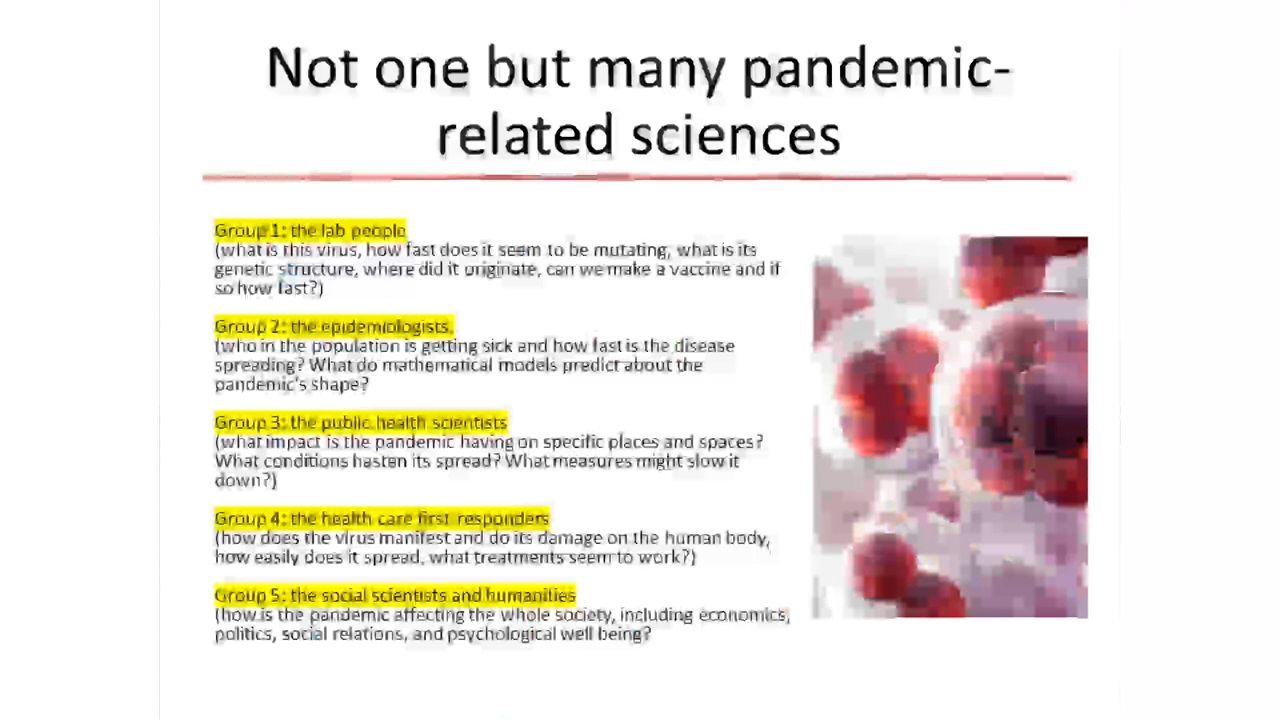 Not one but many pandemic-
related sciences
Group 1: the lab people
(what is this virus, how fast does it seem to be mutating, what is its
genetic structure, where did it originate, can we make a vaccine and if
so how fast?)
Group 2: the epidemiologists,
(who in the population is getting sick and how fast is the disease
spreading? What do mathematical models predict about the
pandemic's shape?
Group 3: the public health scientists
(what impact is the pandemic having on specific places and spaces?
What conditions hasten its spread? What measures might slow it
down?)
Group 4: the health care first responders
(how does the virus manifest and do its damage on the human body,
how easily does it spread, what treatments seem to work?)
Group 5: the social scientists and humanities
(how is the pandemic affecting the whole society, including economics,
politics, social relations, and psychological well being?